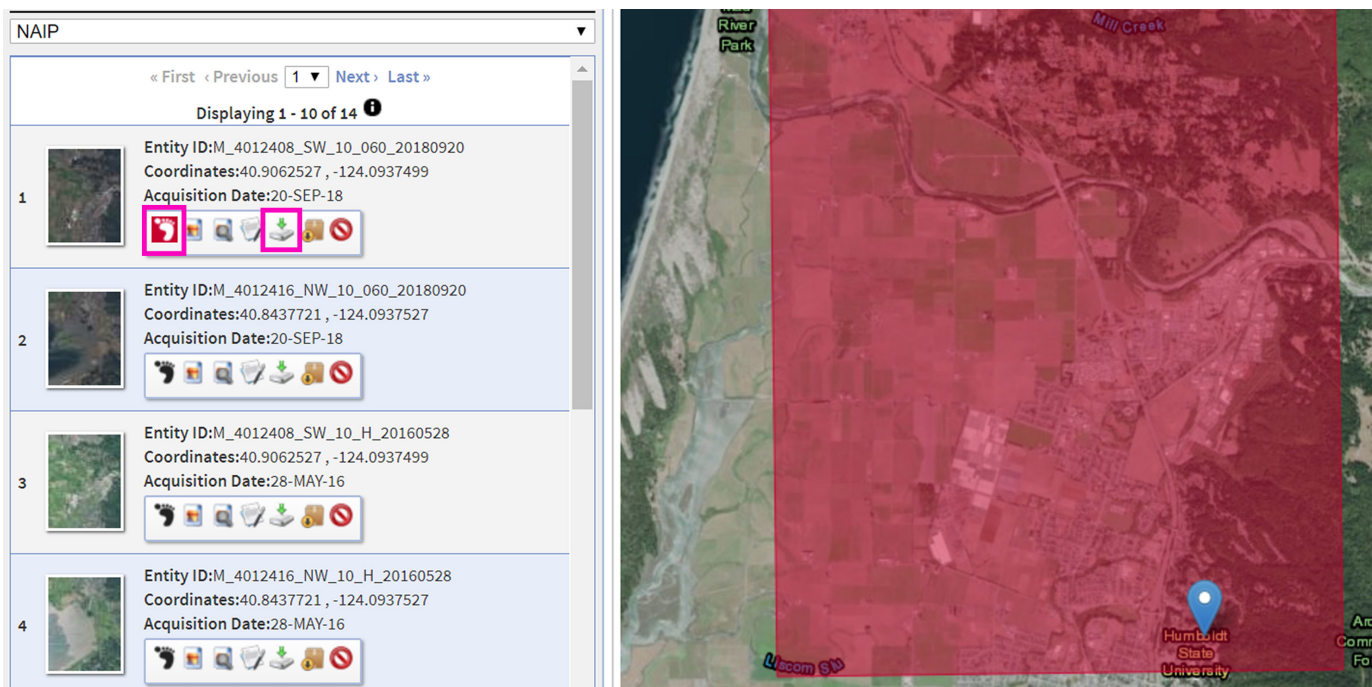 NAIP
« First ‹ Previous 1 Next › Last »
Displaying 1 - 10 of 14
1
Entity ID:M_4012408_SW_10_060_20180920
Coordinates:40.9062527 , -124.0937499
Acquisition Date:20-SEP-18
2
Entity ID:M_4012416_NW_10_060_20180920
Coordinates:40.8437721 , -124.0937527
Acquisition Date:20-SEP-18
3
Entity ID:M_4012408_SW_10_H_20160528
Coordinates:40.9062527 , -124.0937499
Acquisition Date:28-MAY-16
4
Entity ID:M_4012416_NW_10_H_20160528
Coordinates:40.8437721 , -124.0937527
Acquisition Date:28-MAY-16
River
Park
Mill Creek
Liscom Slu
Humboldt
State
University